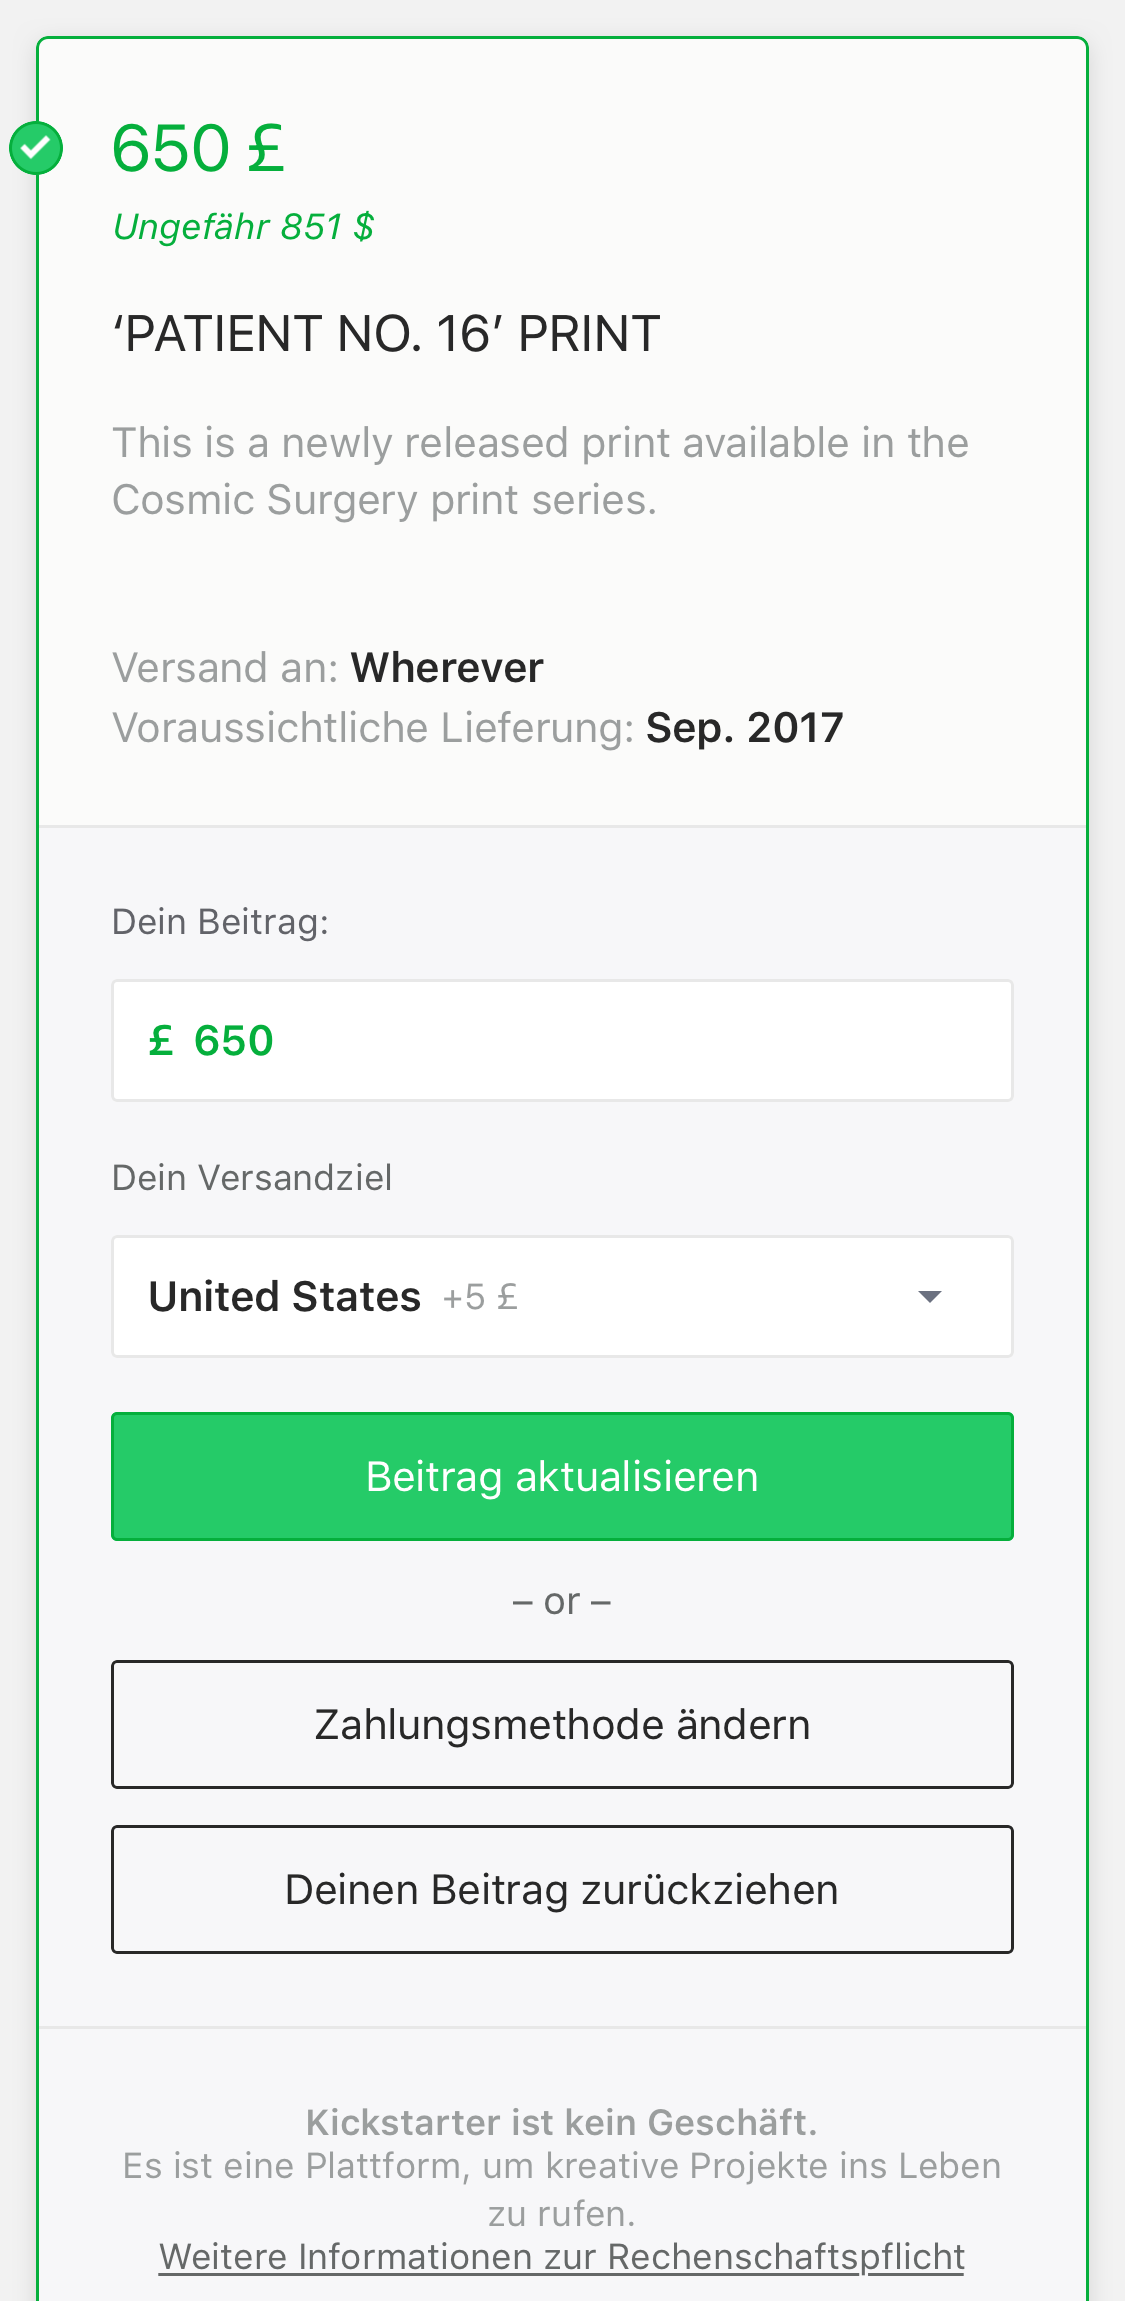 650 £
Ungefähr 851 $
‘PATIENT NO. 16’ PRINT
This is a newly released print available in the
Cosmic Surgery print series.
Versand an: Wherever
Voraussichtliche Lieferung: Sep. 2017
Dein Beitrag:
£ 650
Dein Versandziel
United States +5 £
Beitrag aktualisieren
– or –
Zahlungsmethode ändern
Deinen Beitrag zurückziehen
Kickstarter ist kein Geschäft.
Es ist eine Plattform, um kreative Projekte ins Leben
zu rufen.
Weitere Informationen zur Rechenschaftspflicht